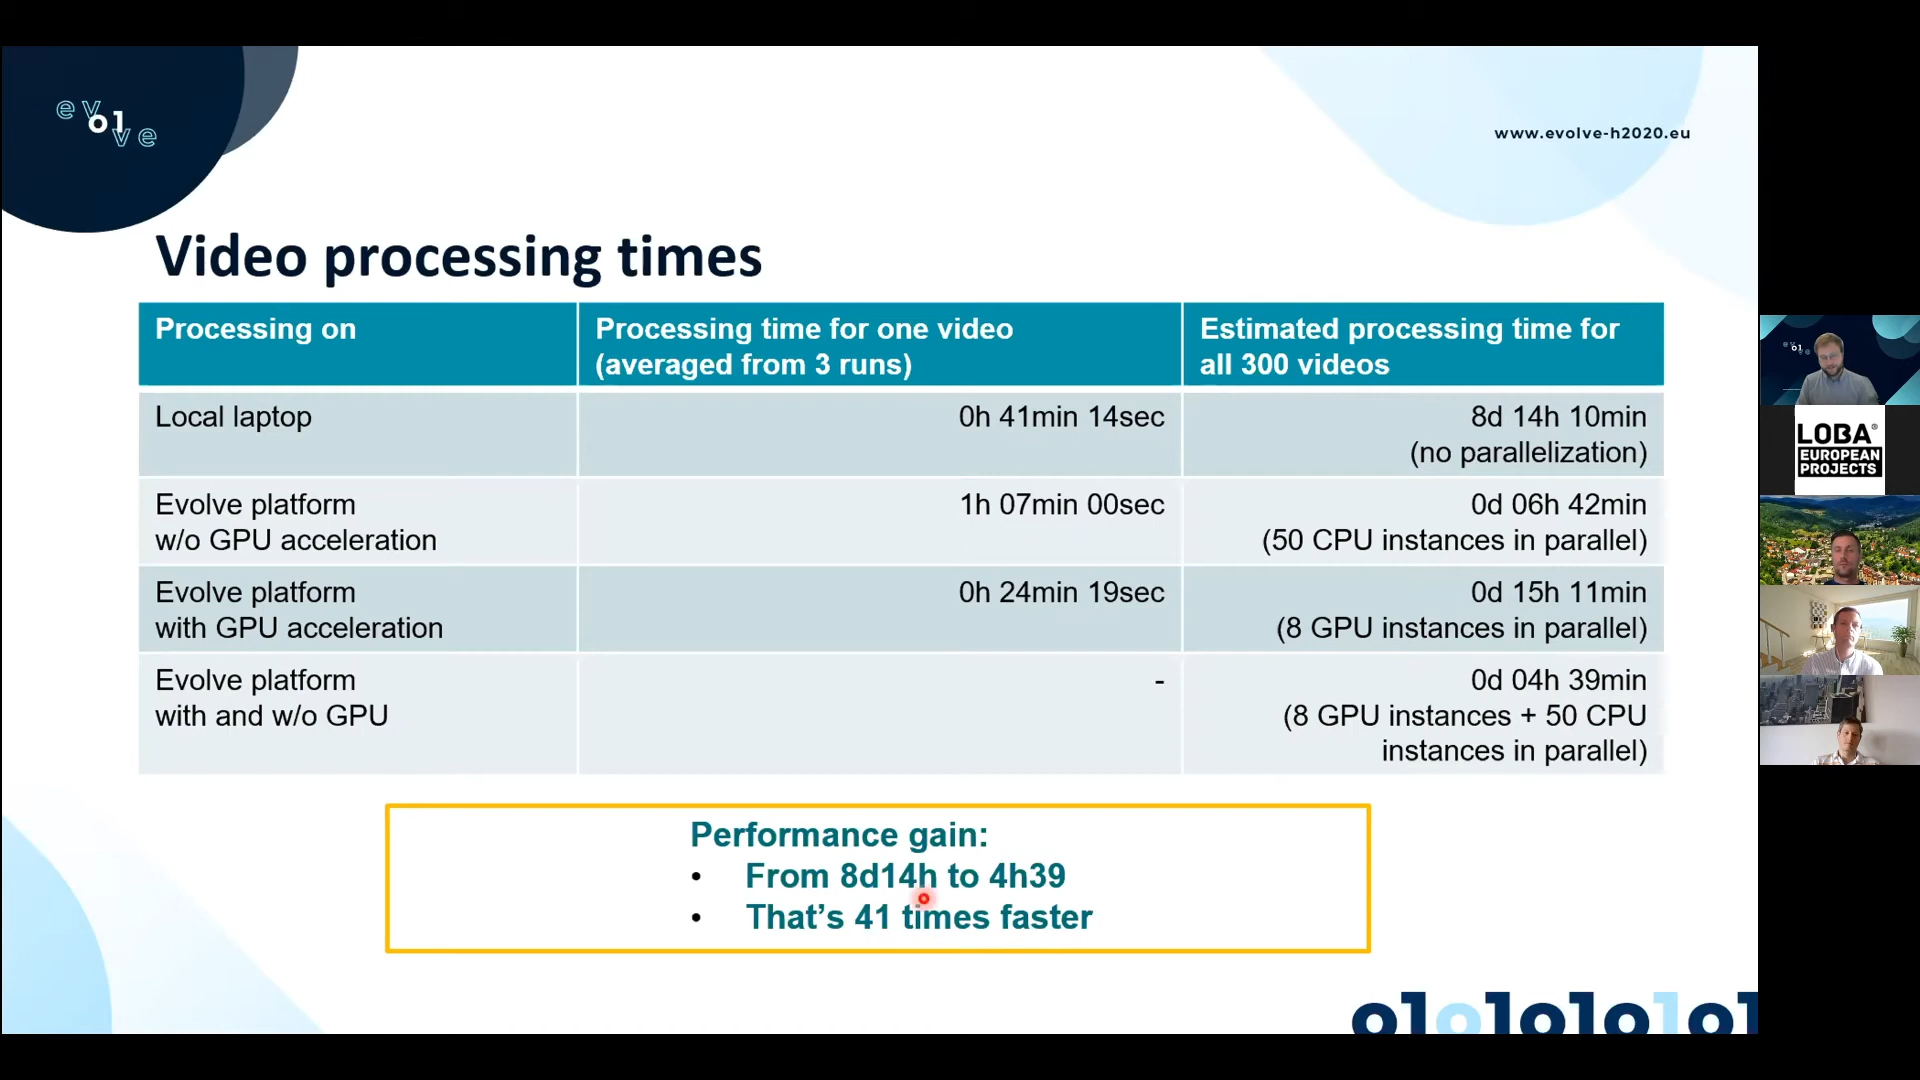 evolve
www.evolve-h2020.eu
Video processing times
Processing on
Processing time for one video
(averaged from 3 runs)
Estimated processing time for
all 300 videos
Local laptop
0h 41min 14sec
8d 14h 10min
(no parallelization)
Evolve platform
w/o GPU acceleration
1h 07min 00sec
0d 06h 42min
(50 CPU instances in parallel)
Evolve platform
with GPU acceleration
0h 24min 19sec
0d 15h 11min
(8 GPU instances in parallel)
Evolve platform
with and w/o GPU
-
0d 04h 39min
(8 GPU instances + 50 CPU
instances in parallel)
Performance gain:
• From 8d14h to 4h39
• That’s 41 times faster
0101010101
LOBA®
EUROPEAN
PROJECTS